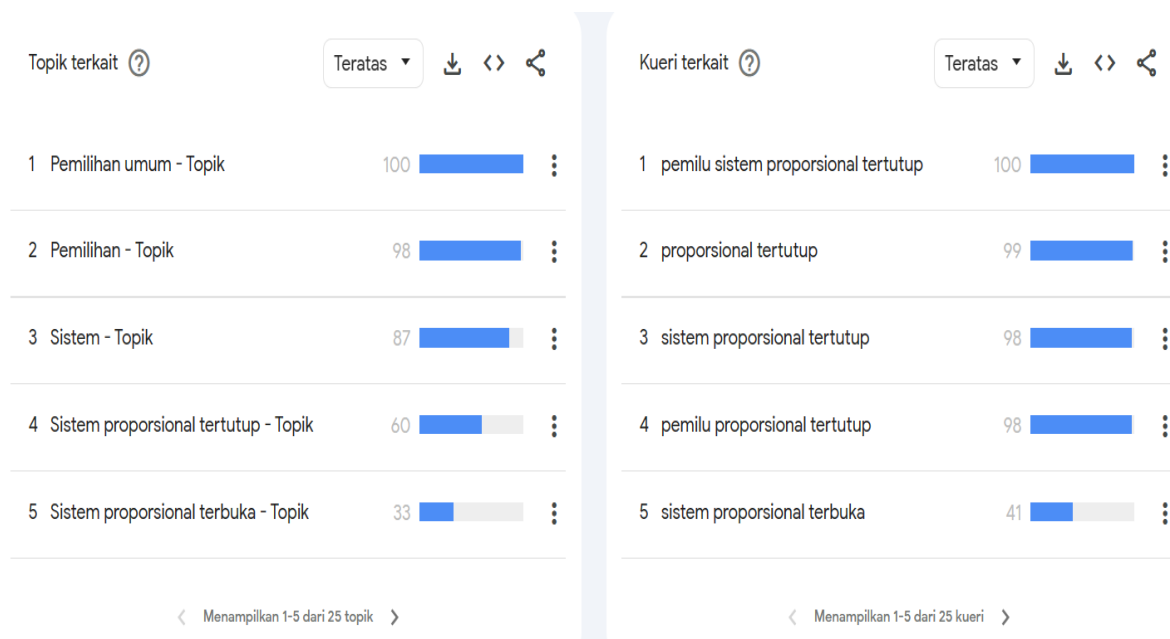 Topik terkait ?
Teratas
1 Pemilihan umum - Topik 100
2 Pemilihan - Topik 98
3 Sistem - Topik 87
4 Sistem proporsional tertutup - Topik 60
5 Sistem proporsional terbuka - Topik 33
Menampilkan 1-5 dari 25 topik
Kueri terkait ?
Teratas
1 pemilu sistem proporsional tertutup 100
2 proporsional tertutup 99
3 sistem proporsional tertutup 98
4 pemilu proporsional tertutup 98
5 sistem proporsional terbuka 41
Menampilkan 1-5 dari 25 kueri